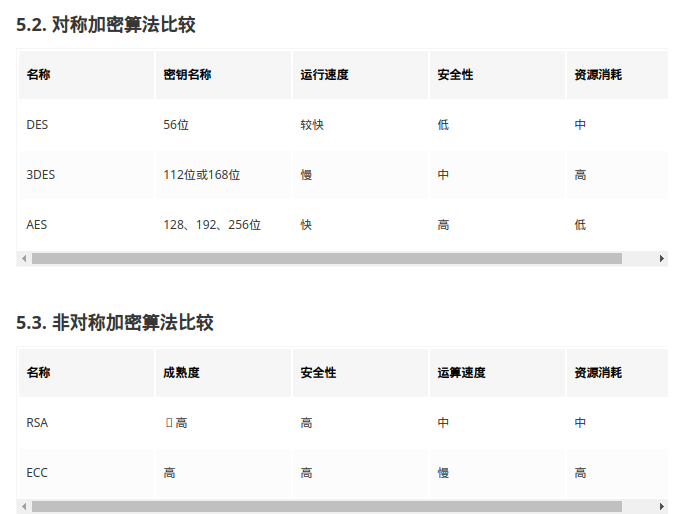 5.2. 对称加密算法比较
名称 密钥名称 运行速度 安全性 资源消耗
DES 56位 较快 低 中
3DES 112位或168位 慢 中 高
AES 128、192、256位 快 高 低
5.3. 非对称加密算法比较
名称 成熟度 安全性 运算速度 资源消耗
RSA 高 高 中 中
ECC 高 高 慢 高